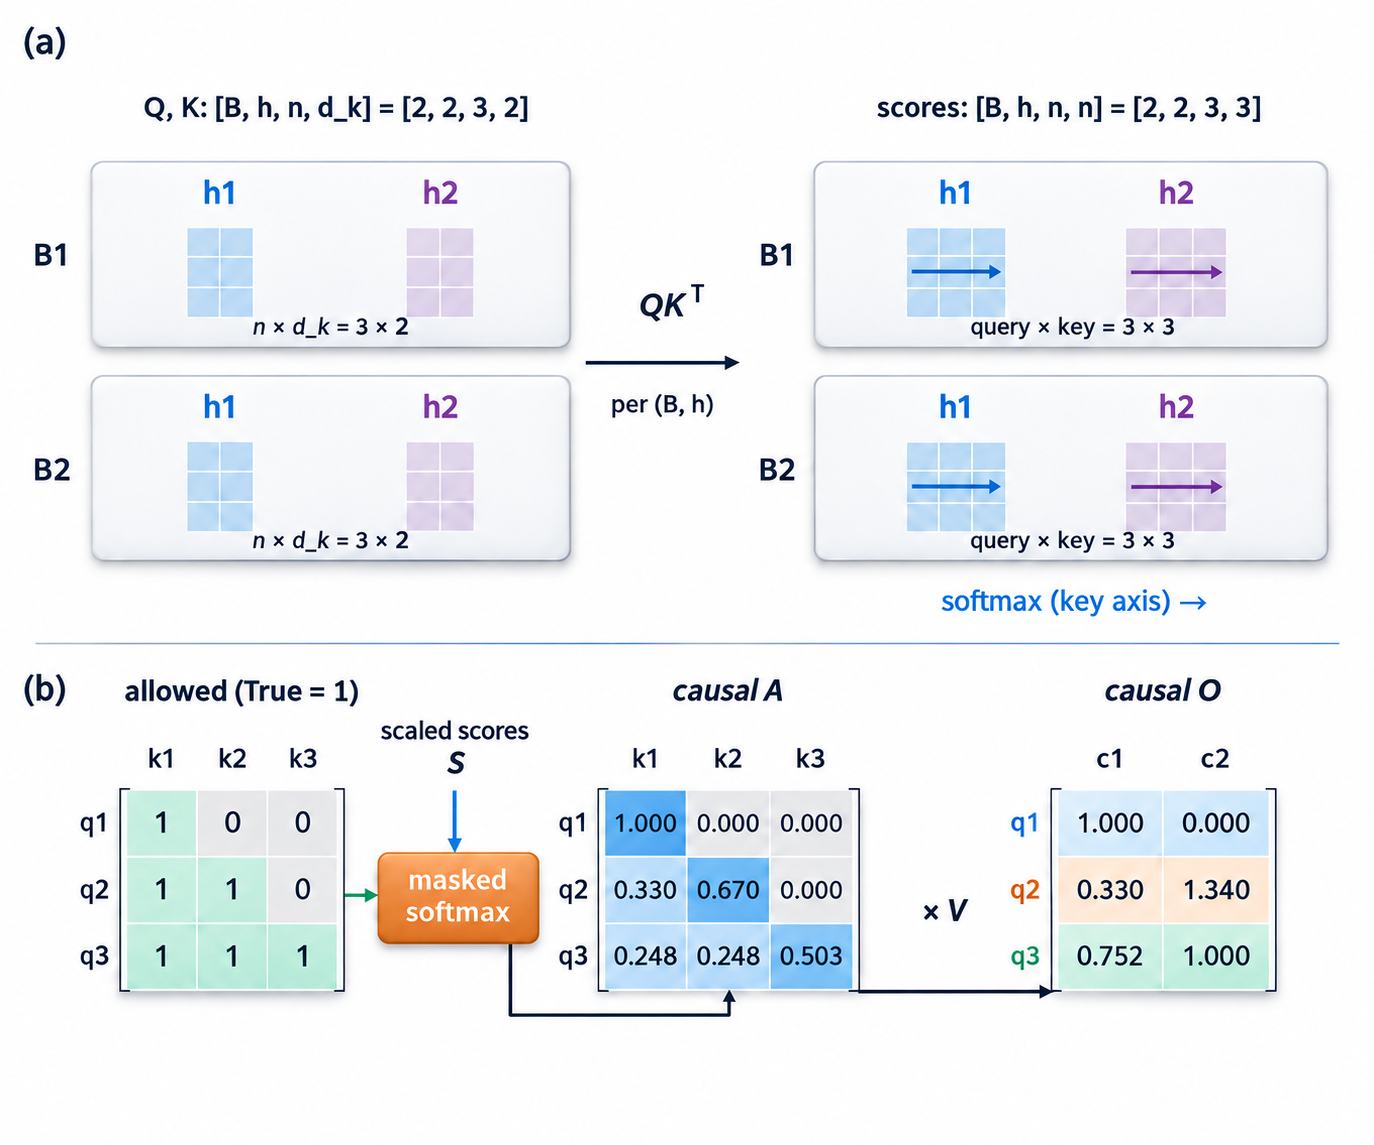 (a)
Q, K: [B, h, n, d_k] = [2, 2, 3, 2]
scores: [B, h, n, n] = [2, 2, 3, 3]
B1
h1 h2
n × d_k = 3 × 2
B2
h1 h2
n × d_k = 3 × 2
QKᵀ
per (B, h)
B1
h1 h2
query × key = 3 × 3
B2
h1 h2
query × key = 3 × 3
softmax (key axis) →
(b)
allowed (True = 1)
k1 k2 k3
q1 1 0 0
q2 1 1 0
q3 1 1 1
scaled scores
S
masked
softmax
causal A
k1 k2 k3
q1 1.000 0.000 0.000
q2 0.330 0.670 0.000
q3 0.248 0.248 0.503
× V
causal O
c1 c2
q1 1.000 0.000
q2 0.330 1.340
q3 0.752 1.000